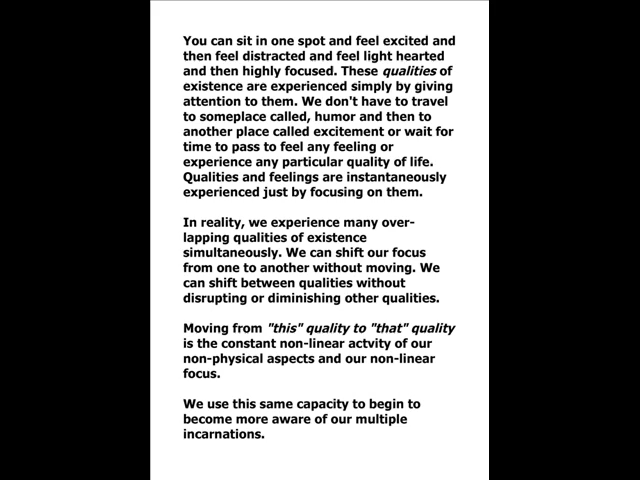 You can sit in one spot and feel excited and
then feel distracted and feel light hearted
and then highly focused. These qualities of
existence are experienced simply by giving
attention to them. We don't have to travel
to someplace called, humor and then to
another place called excitement or wait for
time to pass to feel any feeling or
experience any particular quality of life.
Qualities and feelings are instantaneously
experienced just by focusing on them.
In reality, we experience many over-
lapping qualities of existence
simultaneously. We can shift our focus
from one to another without moving. We
can shift between qualities without
disrupting or diminishing other qualities.
Moving from "this" quality to "that" quality
is the constant non-linear actvity of our
non-physical aspects and our non-linear
focus.
We use this same capacity to begin to
become more aware of our multiple
incarnations.